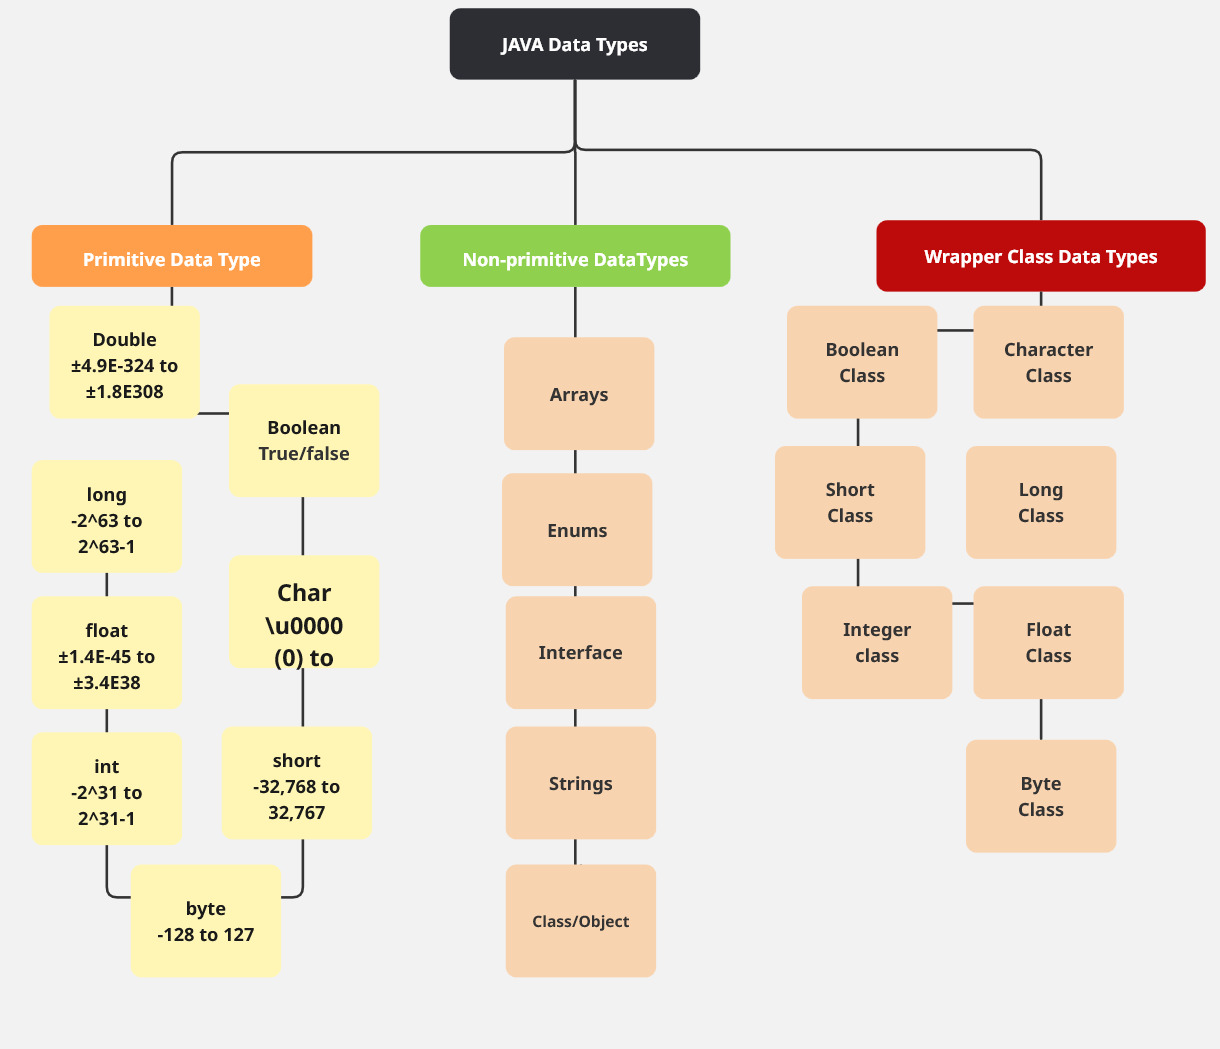 JAVA Data Types
Primitive Data Type
Non-primitive DataTypes
Wrapper Class Data Types
Double
±4.9E-324 to
±1.8E308
Boolean
True/false
long
-2^63 to
2^63-1
Char
\u0000
(0) to
float
±1.4E-45 to
±3.4E38
int
-2^31 to
2^31-1
short
-32,768 to
32,767
byte
-128 to 127
Arrays
Enums
Interface
Strings
Class/Object
Boolean
Class
Character
Class
Short
Class
Long
Class
Integer
class
Float
Class
Byte
Class